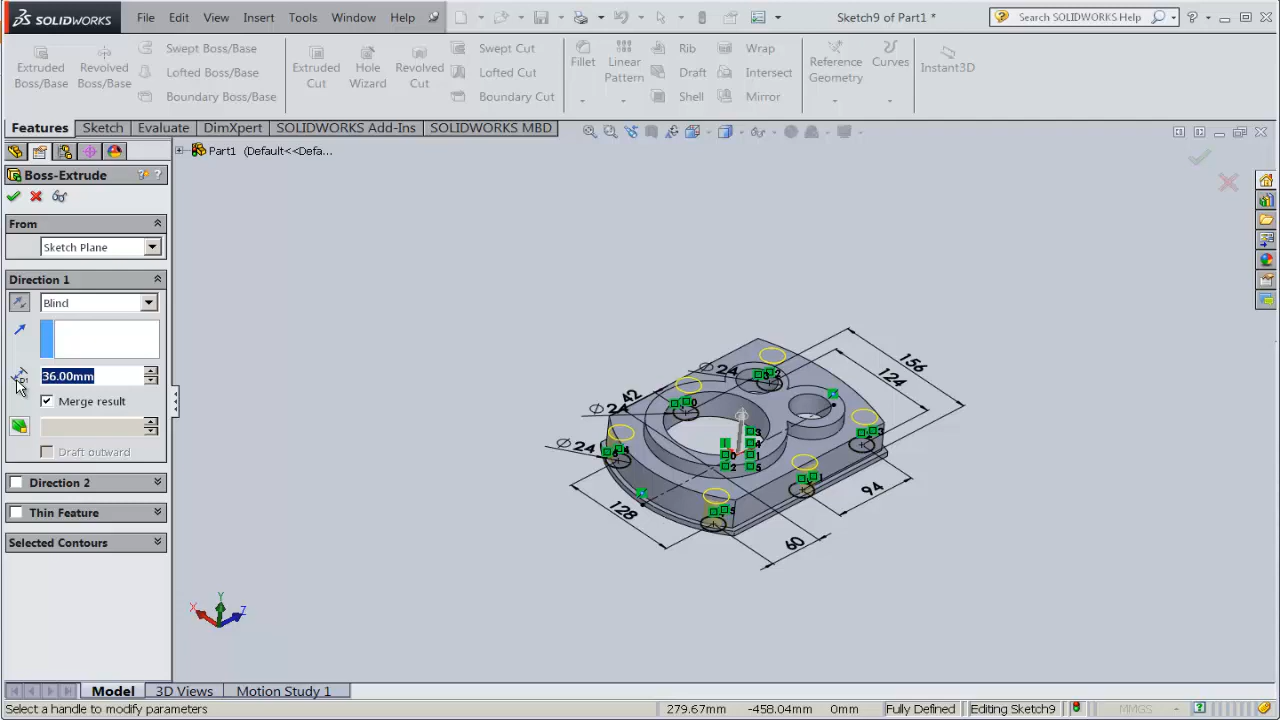 SOLIDWORKS File Edit View Insert Tools Window Help Sketch9 of Part1 * Search SOLIDWORKS Help
Extruded Boss/Base
Revolved Boss/Base
Swept Boss/Base
Lofted Boss/Base
Boundary Boss/Base
Extruded Cut
Hole Wizard
Revolved Cut
Swept Cut
Lofted Cut
Boundary Cut
Fillet
Linear Pattern
Rib
Draft
Shell
Wrap
Intersect
Mirror
Reference Geometry
Curves
Instant3D
Features Sketch Evaluate DimXpert SOLIDWORKS Add-Ins SOLIDWORKS MBD
Part1 (Default<<Defa...
Boss-Extrude
From
Sketch Plane
Direction 1
Blind
36.00mm
Merge result
Draft outward
Direction 2
Thin Feature
Selected Contours
156
124
Ø 24
42
Ø 24
Ø 24
128
94
60
X Y Z
Model 3D Views Motion Study 1
Select a handle to modify parameters 279.67mm -458.04mm 0mm Fully Defined Editing Sketch9 MMGS